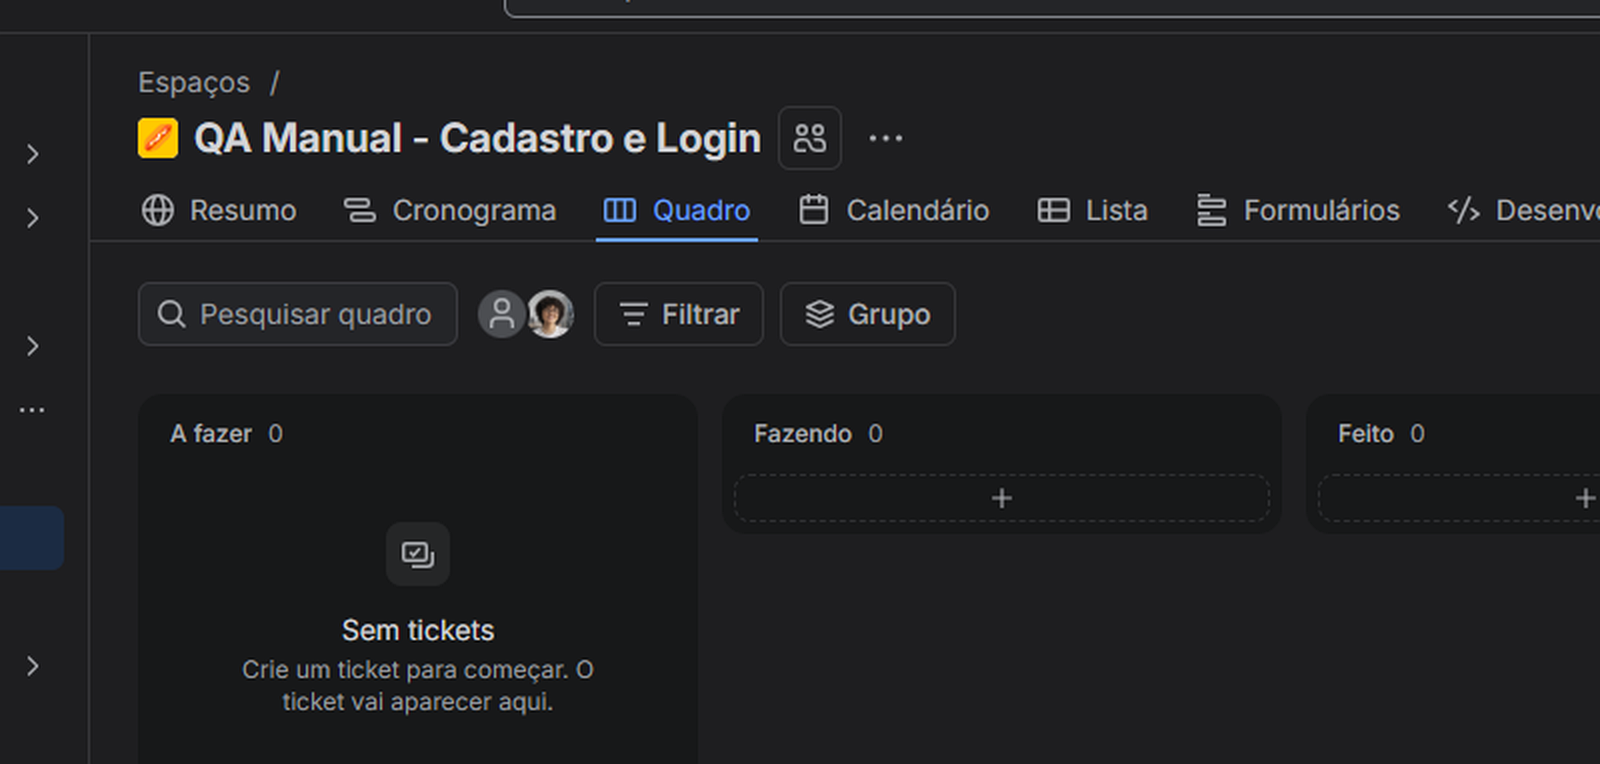 Espaços /
QA Manual - Cadastro e Login
Resumo Cronograma Quadro Calendário Lista Formulários
Pesquisar quadro Filtrar Grupo
A fazer 0 Fazendo 0 Feito 0
Sem tickets
Crie um ticket para começar. O
ticket vai aparecer aqui.